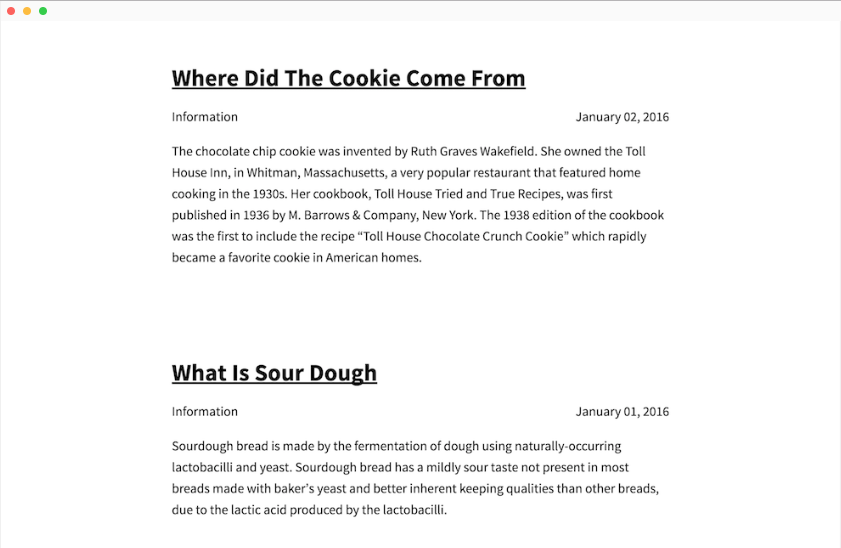 Where Did The Cookie Come From
Information January 02, 2016
The chocolate chip cookie was invented by Ruth Graves Wakefield. She owned the Toll
House Inn, in Whitman, Massachusetts, a very popular restaurant that featured home
cooking in the 1930s. Her cookbook, Toll House Tried and True Recipes, was first
published in 1936 by M. Barrows & Company, New York. The 1938 edition of the cookbook
was the first to include the recipe “Toll House Chocolate Crunch Cookie” which rapidly
became a favorite cookie in American homes.
What Is Sour Dough
Information January 01, 2016
Sourdough bread is made by the fermentation of dough using naturally-occurring
lactobacilli and yeast. Sourdough bread has a mildly sour taste not present in most
breads made with baker’s yeast and better inherent keeping qualities than other breads,
due to the lactic acid produced by the lactobacilli.